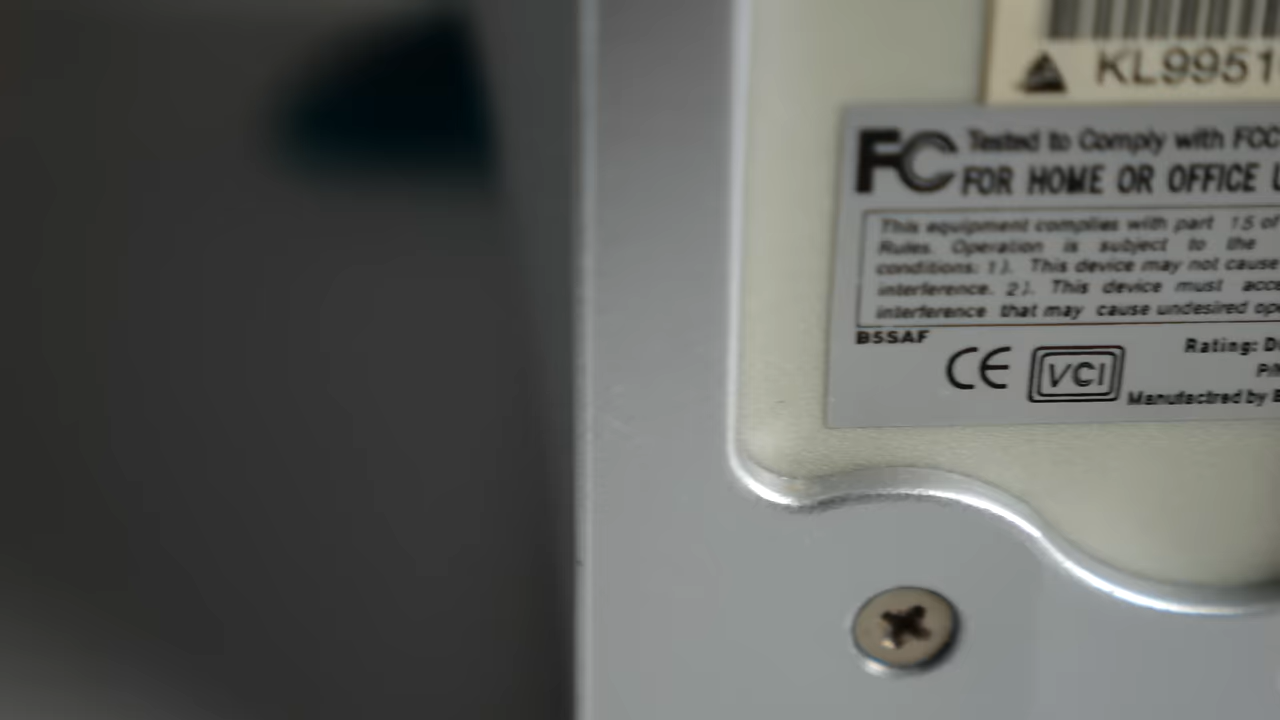 KL9951
FC Tested to Comply with FCC
FOR HOME OR OFFICE
This equipment complies with part 15 of
Rules. Operation is subject to the
conditions: 1). This device may not cause
interference. 2). This device must
interference that may cause undesired
B5SAF
CE VCI Rating:
Manufactred by